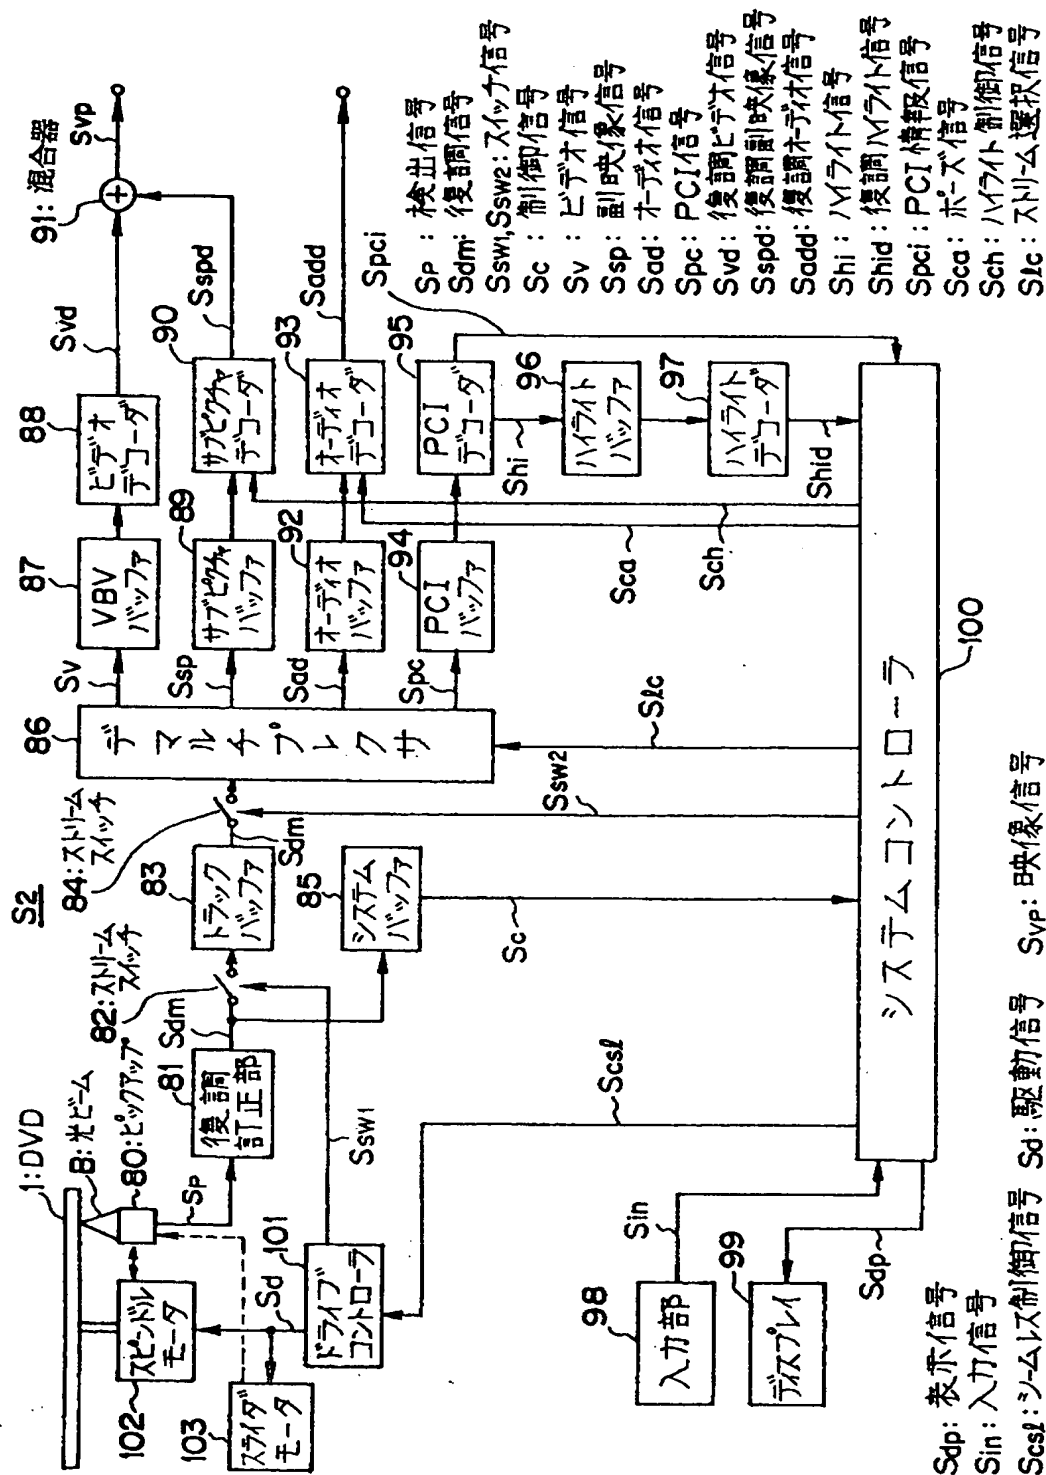 S2
1:DVD
8:光ビーム
80:ピックアップ
82:ストリーム
スイッチ
84:ストリーム
スイッチ
91:混合器
Svp
スピンドル
モータ
102
スライダ
モータ
103
Sd
101
ドライブ
コントローラ
Sp
81
復調
訂正部
Sdm
Ssw1
83
トラック
バッファ
Sdm
85
システム
バッファ
Sc
86
デマルチプレクサ
Sv
Ssp
Sad
Spc
87
VBV
バッファ
88
ビデオ
デコーダ
Svd
89
サブピクチャ
バッファ
90
サブピクチャ
デコーダ
Sspd
92
オーディオ
バッファ
93
オーディオ
デコーダ
Sadd
94
PCI
バッファ
95
PCI
デコーダ
Spci
Shi
96
ハイライト
バッファ
97
ハイライト
デコーダ
Shid
Sca
Sch
Slc
Ssw2
Scsl
98
入力部
Sin
99
ディスプレイ
Sdp
システムコントローラ
100
Sp: 検出信号
Sdm: 復調信号
Ssw1,Ssw2:スイッチ信号
Sc: 制御信号
Sv: ビデオ信号
Ssp: 副映像信号
Sad: オーディオ信号
Spc: PCI信号
Svd: 復調ビデオ信号
Sspd: 復調副映像信号
Sadd: 復調オーディオ信号
Shi: ハイライト信号
Shid: 復調ハイライト信号
Spci: PCI情報信号
Sca: ポーズ信号
Sch: ハイライト制御信号
Slc: ストリーム選択信号
Sdp: 表示信号
Sin: 入力信号
Scsl: シームレス制御信号 Sd: 駆動信号 Svp: 映像信号